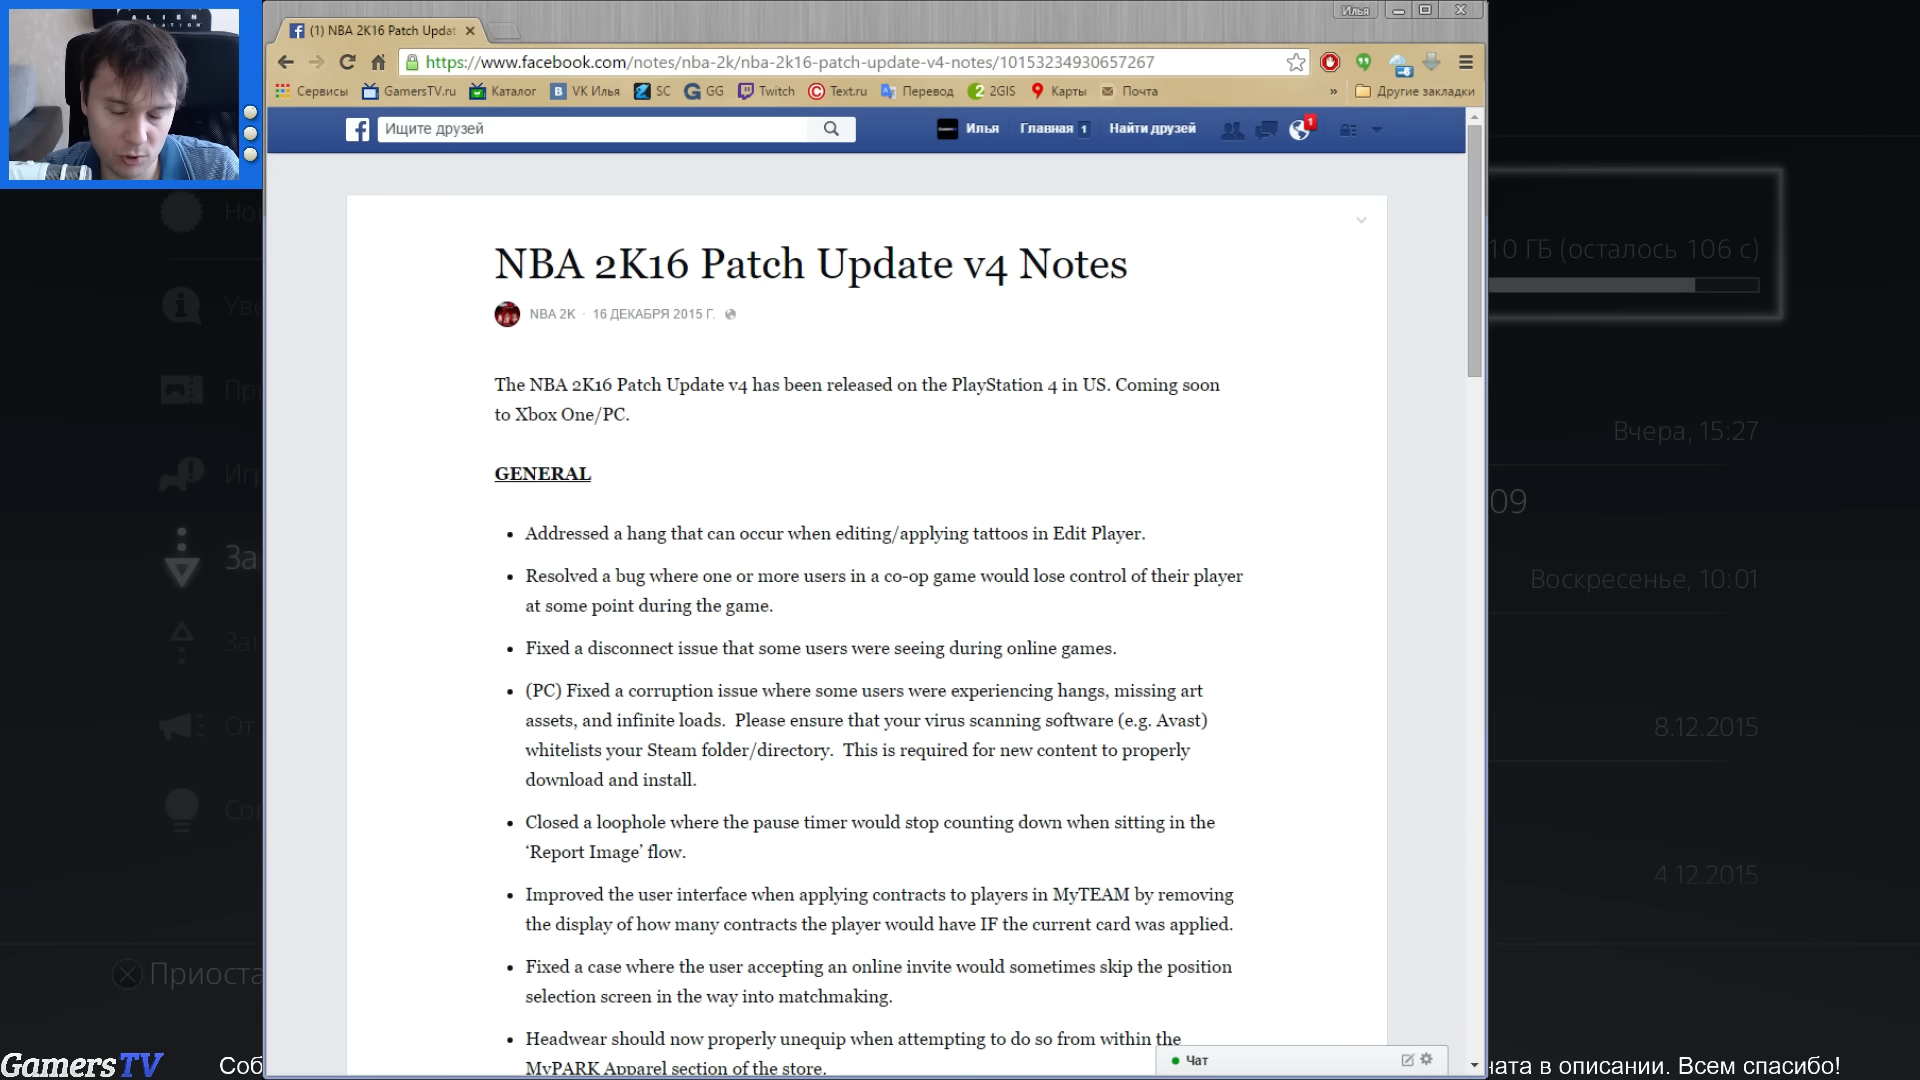 ALIEN
Илья
(1) NBA 2K16 Patch Updat
https://www.facebook.com/notes/nba-2k/nba-2k16-patch-update-v4-notes/10153234930657267
Сервисы GamersTV.ru Каталог VK Илья SC GG Twitch Text.ru Перевод 2GIS Карты Почта » Другие закладки
Ищите друзей Илья Главная 1 Найти друзей 1
NBA 2K16 Patch Update v4 Notes
NBA 2K · 16 ДЕКАБРЯ 2015 Г.
The NBA 2K16 Patch Update v4 has been released on the PlayStation 4 in US. Coming soon
to Xbox One/PC.
GENERAL
• Addressed a hang that can occur when editing/applying tattoos in Edit Player.
• Resolved a bug where one or more users in a co-op game would lose control of their player
at some point during the game.
• Fixed a disconnect issue that some users were seeing during online games.
• (PC) Fixed a corruption issue where some users were experiencing hangs, missing art
assets, and infinite loads. Please ensure that your virus scanning software (e.g. Avast)
whitelists your Steam folder/directory. This is required for new content to properly
download and install.
• Closed a loophole where the pause timer would stop counting down when sitting in the
‘Report Image’ flow.
• Improved the user interface when applying contracts to players in MyTEAM by removing
the display of how many contracts the player would have IF the current card was applied.
• Fixed a case where the user accepting an online invite would sometimes skip the position
selection screen in the way into matchmaking.
• Headwear should now properly unequip when attempting to do so from within the
MyPARK Apparel section of the store.
Чат
Но
Уве
При
Игр
За
Заг
От
Сов
Приоста
10 ГБ (осталось 106 с)
Вчера, 15:27
09
Воскресенье, 10:01
8.12.2015
4.12.2015
GamersTV Соб
ната в описании. Всем спасибо!